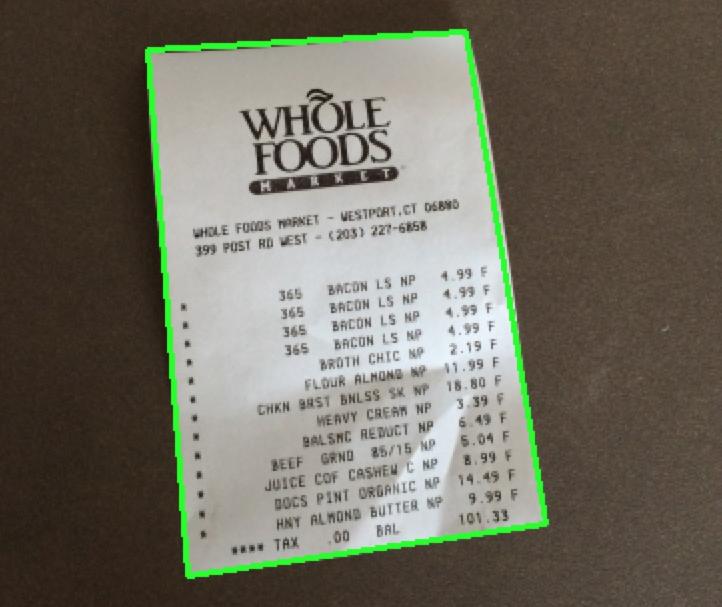 WHOLE
FOODS
MARKET
WHOLE FOODS MARKET - WESTPORT,CT 06880
399 POST RD WEST - (203) 227-6858
365 BACON LS NP 4.99 F
365 BACON LS NP 4.99 F
365 BACON LS NP 4.99 F
365 BACON LS NP 4.99 F
BROTH CHIC NP 2.19 F
FLOUR ALMOND NP 11.99 F
CHKN BRST BNLSS SK NP 18.80 F
HEAVY CREAM NP 3.39 F
BALSMC REDUCT NP 6.49 F
BEEF GRND 85/15 NP 5.04 F
JUICE COF CASHEW C NP 8.99 F
DOCS PINT ORGANIC NP 14.49 F
HNY ALMOND BUTTER NP 9.99 F
**** TAX .00 BAL 101.33